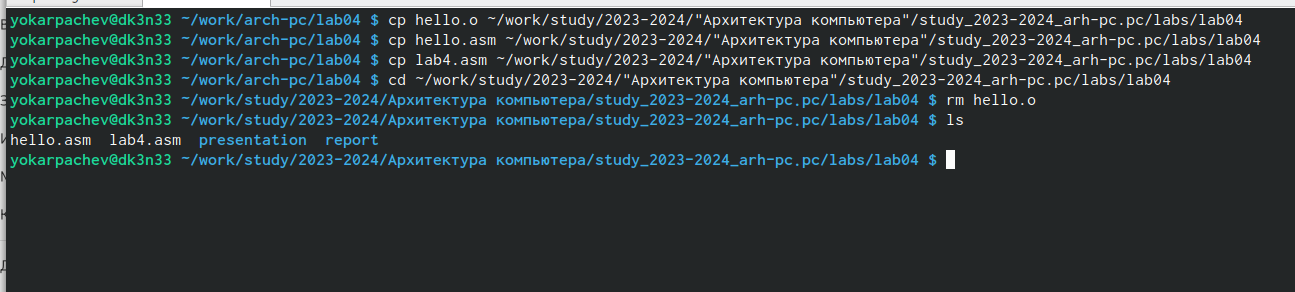 yokarpachev@dk3n33 ~/work/arch-pc/lab04 $ cp hello.o ~/work/study/2023-2024/"Архитектура компьютера"/study_2023-2024_arh-pc.pc/labs/lab04
yokarpachev@dk3n33 ~/work/arch-pc/lab04 $ cp hello.asm ~/work/study/2023-2024/"Архитектура компьютера"/study_2023-2024_arh-pc.pc/labs/lab04
yokarpachev@dk3n33 ~/work/arch-pc/lab04 $ cp lab4.asm ~/work/study/2023-2024/"Архитектура компьютера"/study_2023-2024_arh-pc.pc/labs/lab04
yokarpachev@dk3n33 ~/work/arch-pc/lab04 $ cd ~/work/study/2023-2024/"Архитектура компьютера"/study_2023-2024_arh-pc.pc/labs/lab04
yokarpachev@dk3n33 ~/work/study/2023-2024/Архитектура компьютера/study_2023-2024_arh-pc.pc/labs/lab04 $ rm hello.o
yokarpachev@dk3n33 ~/work/study/2023-2024/Архитектура компьютера/study_2023-2024_arh-pc.pc/labs/lab04 $ ls
hello.asm  lab4.asm  presentation  report
yokarpachev@dk3n33 ~/work/study/2023-2024/Архитектура компьютера/study_2023-2024_arh-pc.pc/labs/lab04 $